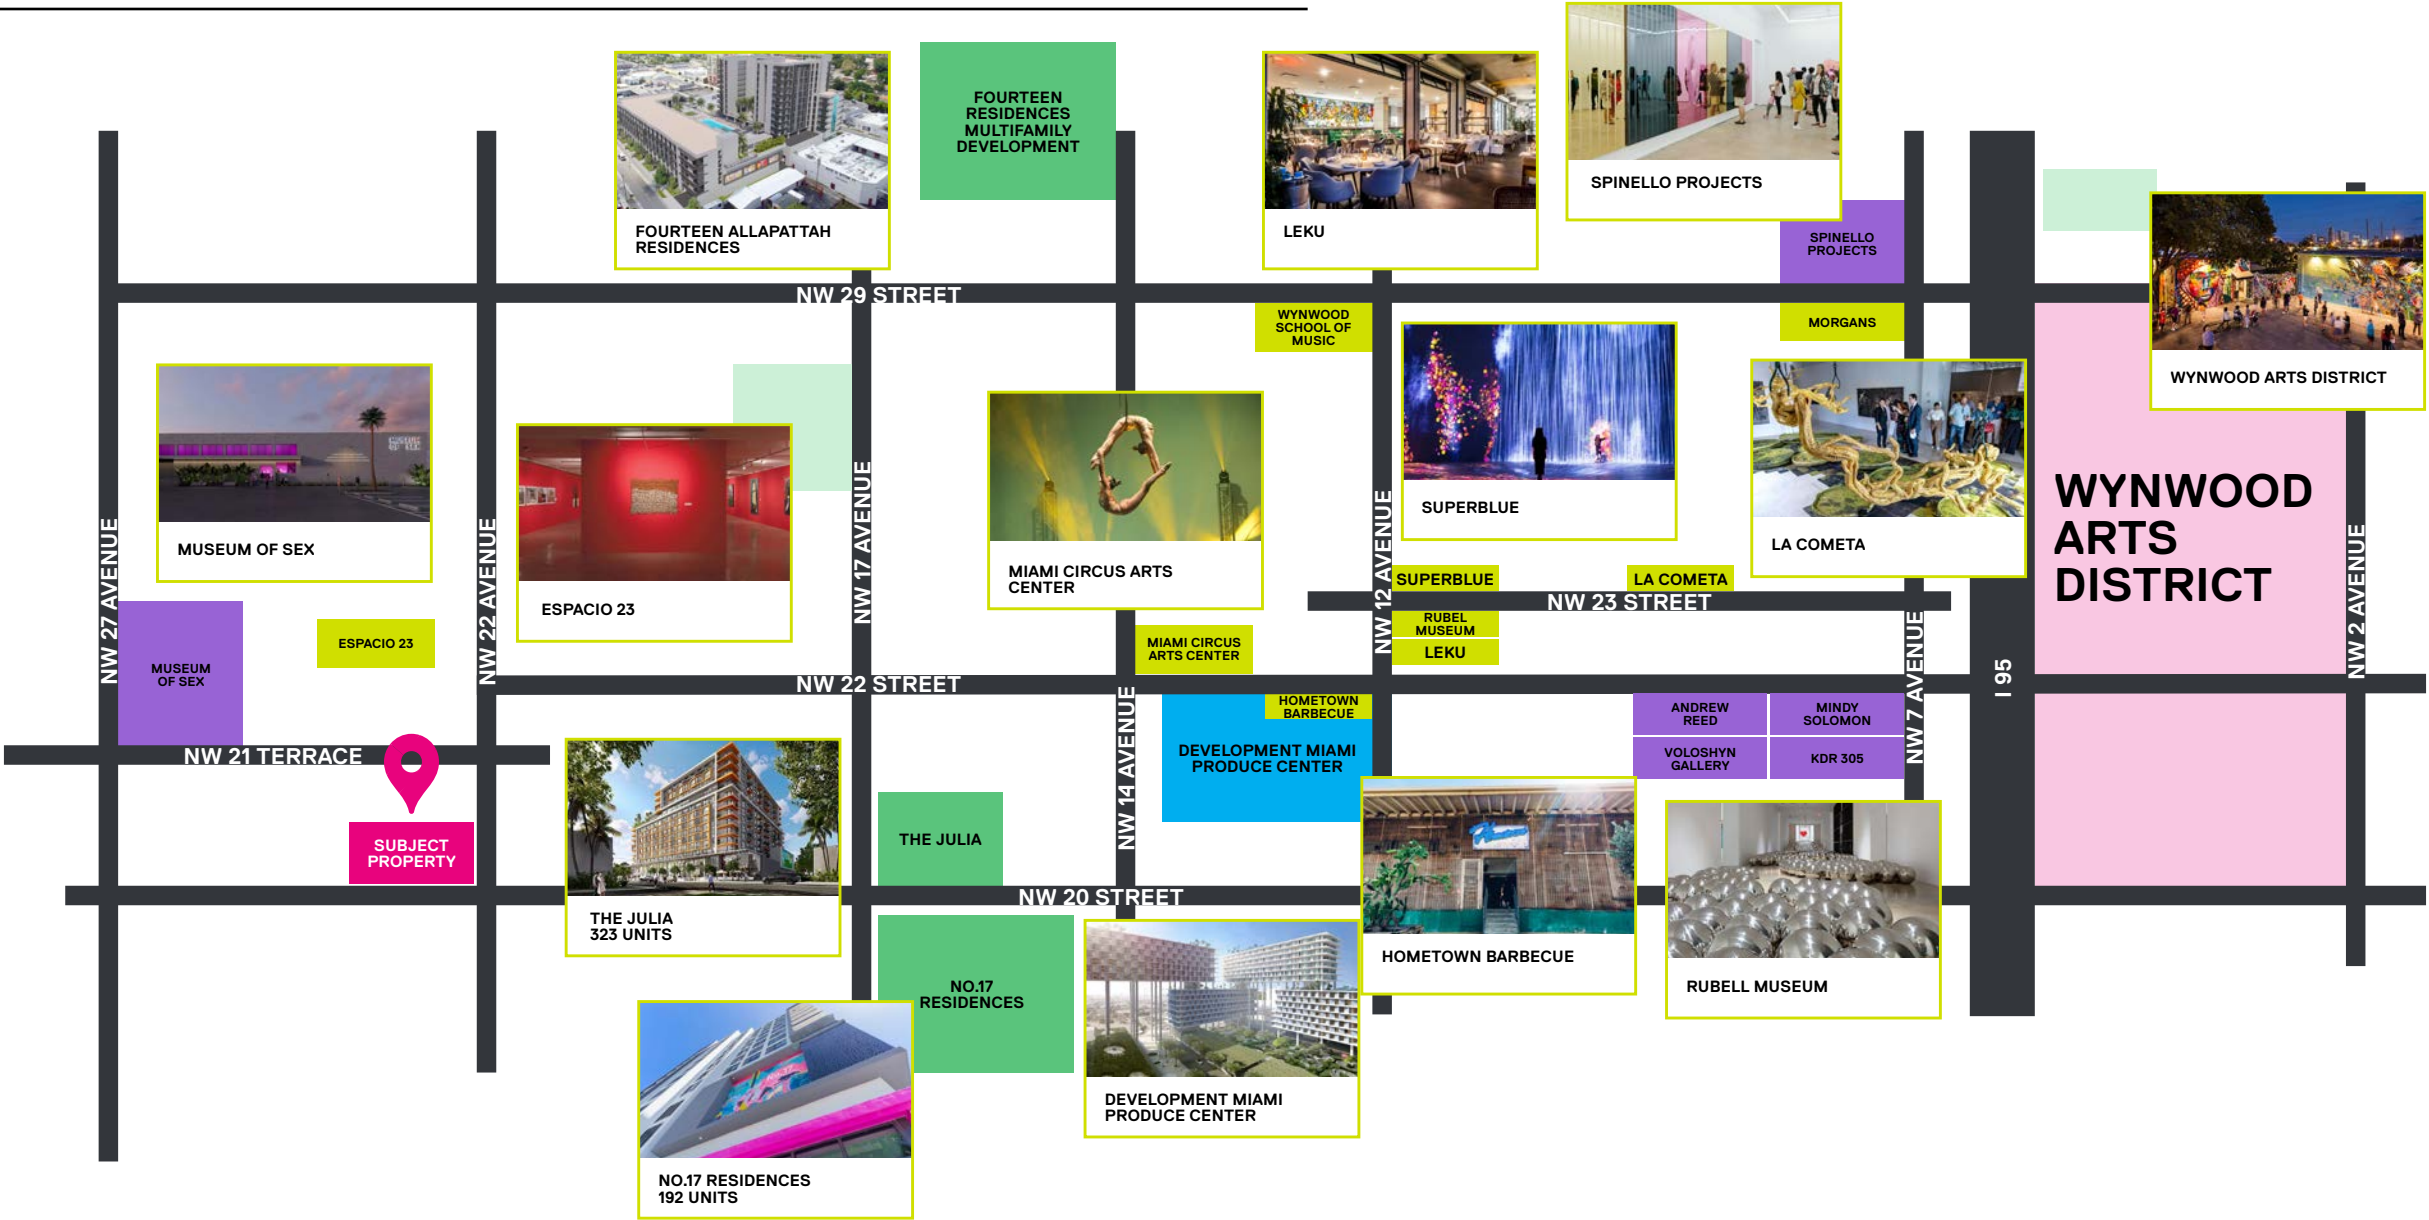 FOURTEEN
RESIDENCES
MULTIFAMILY
DEVELOPMENT
FOURTEEN ALLAPATTAH
RESIDENCES
LEKU
SPINELLO PROJECTS
SPINELLO
PROJECTS
NW 29 STREET
WYNWOOD
SCHOOL OF
MUSIC
MORGANS
WYNWOOD ARTS DISTRICT
MUSEUM OF SEX
ESPACIO 23
MIAMI CIRCUS ARTS
CENTER
SUPERBLUE
LA COMETA
WYNWOOD
ARTS
DISTRICT
NW 27 AVENUE
NW 22 AVENUE
NW 17 AVENUE
NW 12 AVENUE
NW 7 AVENUE
I 95
NW 2 AVENUE
SUPERBLUE
LA COMETA
NW 23 STREET
RUBEL
MUSEUM
LEKU
MUSEUM
OF SEX
ESPACIO 23
MIAMI CIRCUS
ARTS CENTER
NW 22 STREET
NW 14 AVENUE
HOMETOWN
BARBECUE
DEVELOPMENT MIAMI
PRODUCE CENTER
ANDREW
REED
MINDY
SOLOMON
VOLOSHYN
GALLERY
KDR 305
NW 21 TERRACE
SUBJECT
PROPERTY
THE JULIA
NW 20 STREET
THE JULIA
323 UNITS
HOMETOWN BARBECUE
RUBELL MUSEUM
NO.17
RESIDENCES
DEVELOPMENT MIAMI
PRODUCE CENTER
NO.17 RESIDENCES
192 UNITS